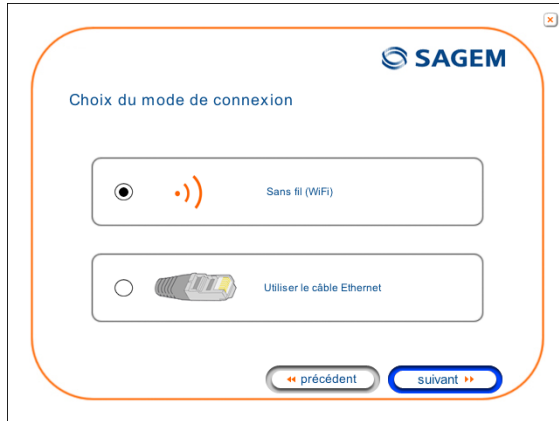 SAGEM
Choix du mode de connexion
Sans fil (WiFi)
Utiliser le câble Ethernet
précédent
suivant